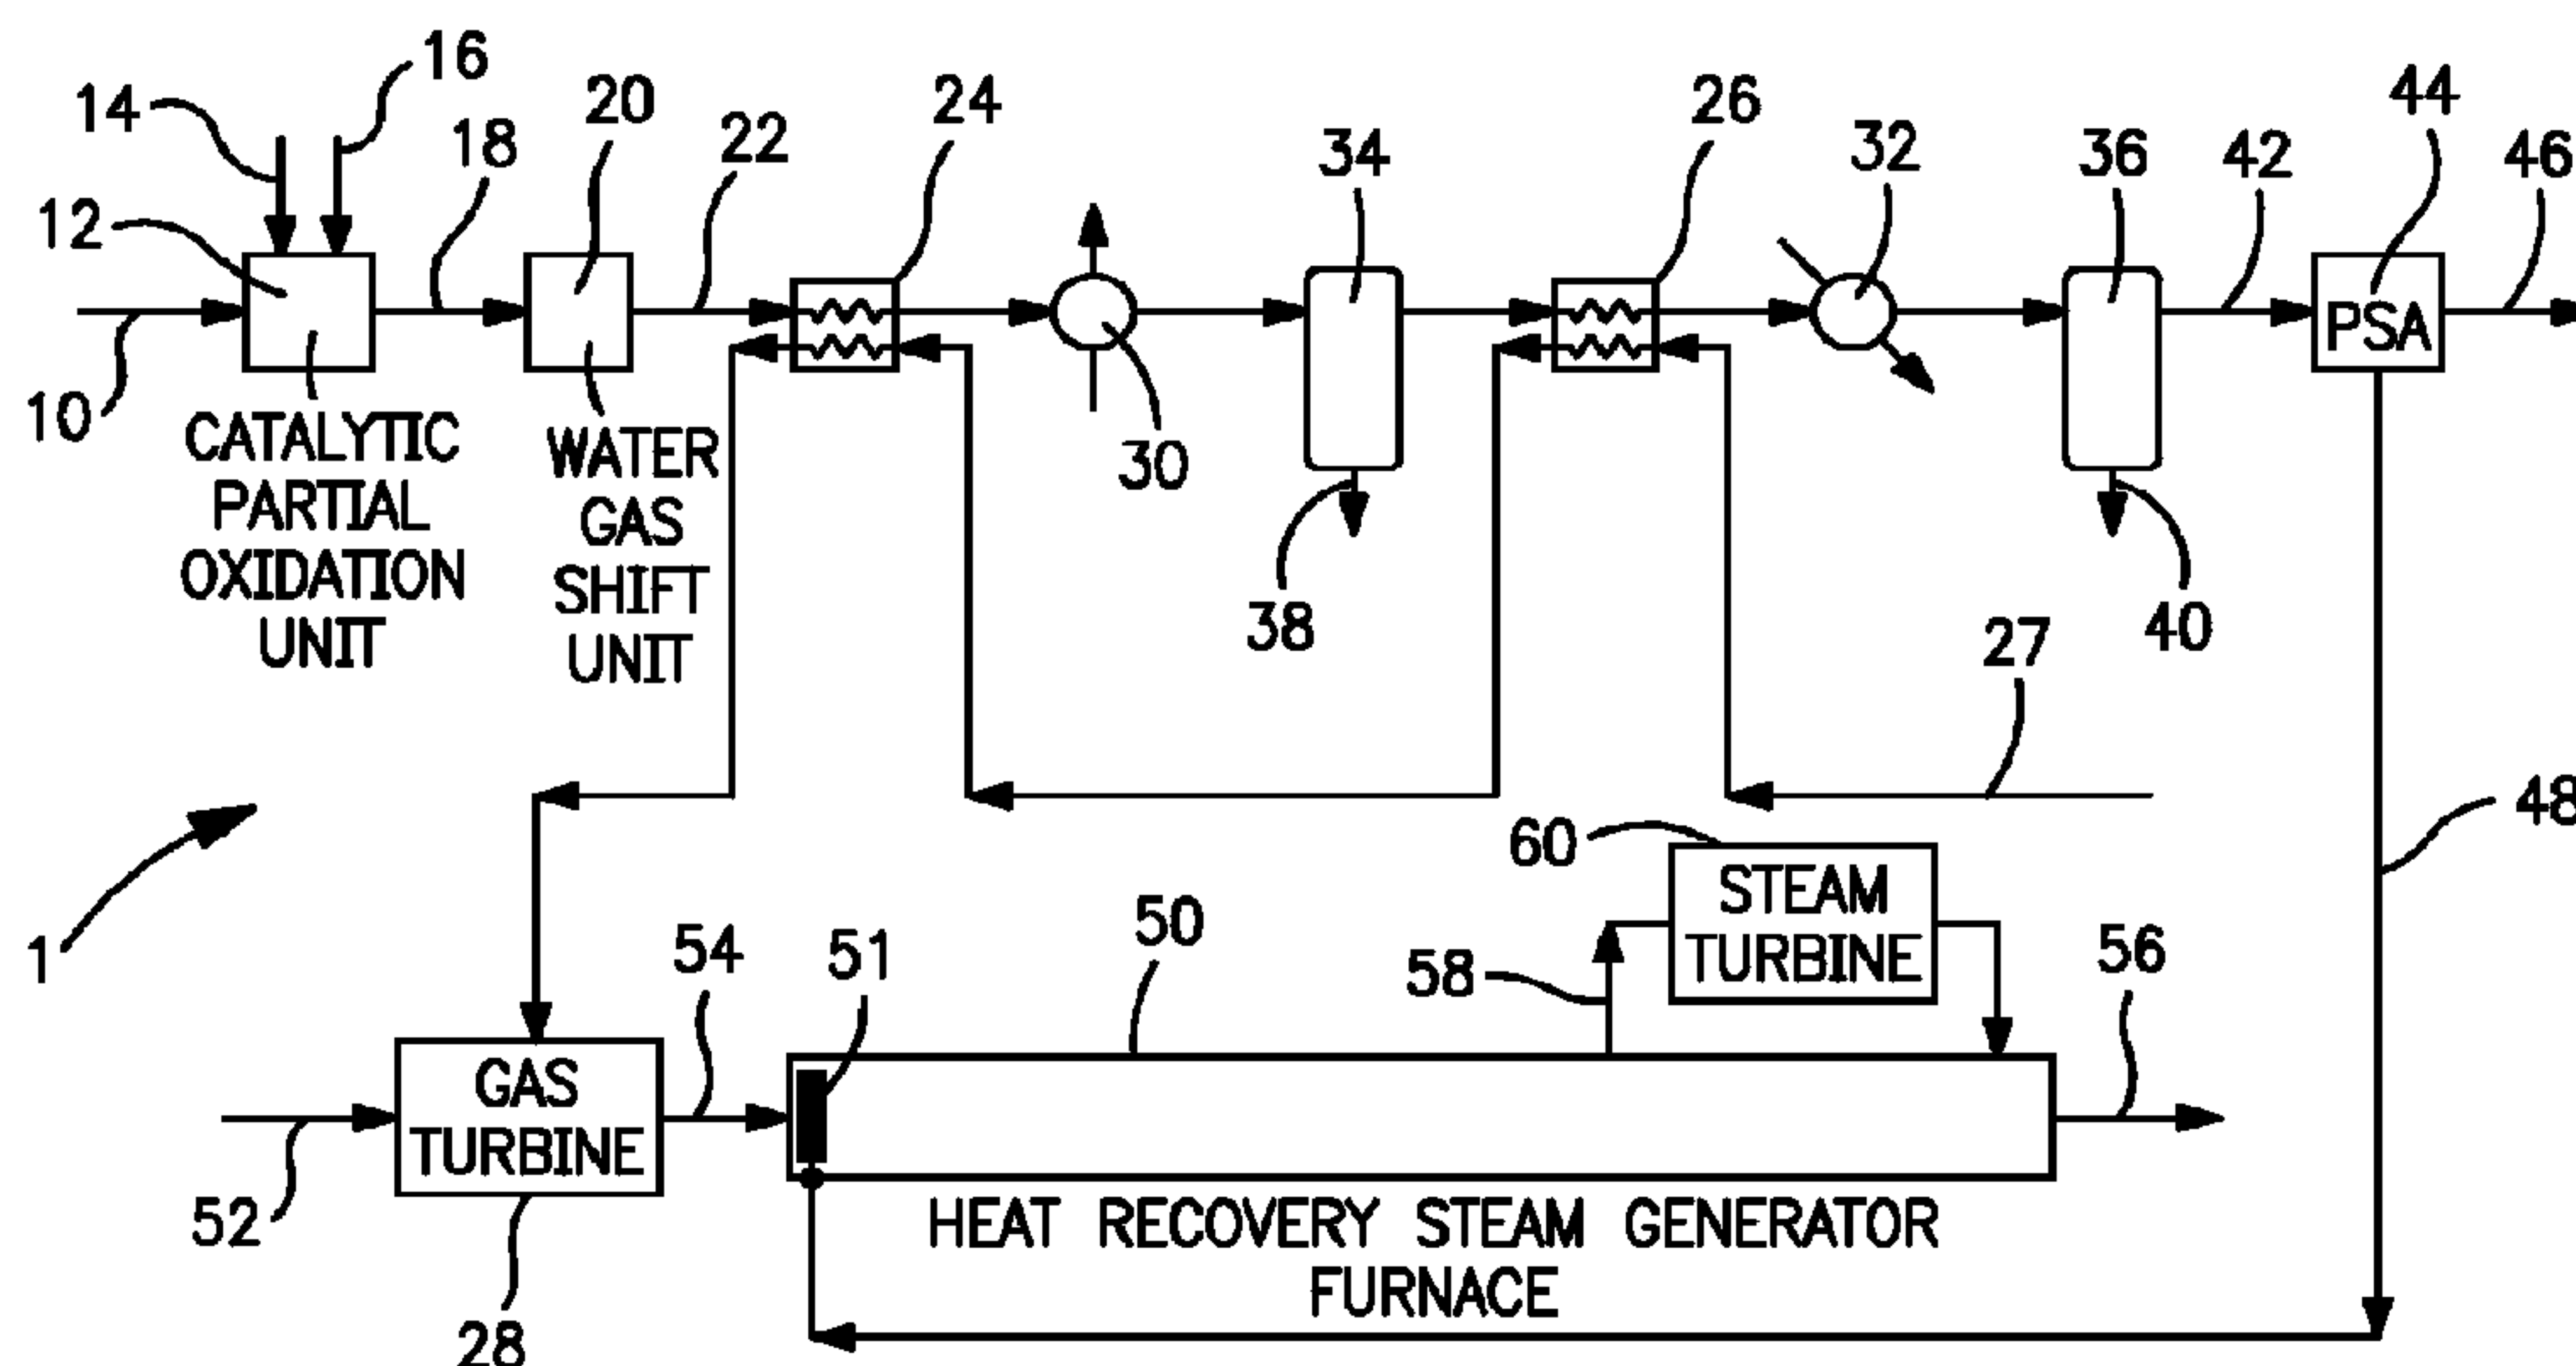 16
14
20
24
26
44
18
22
34
32
36
42
46
12
PSA
10
CATALYTIC
PARTIAL
OXIDATION
UNIT
WATER
GAS
SHIFT
UNIT
30
38
40
27
48
60
STEAM
TURBINE
1
54
51
50
58
56
GAS
TURBINE
52
HEAT RECOVERY STEAM GENERATOR
FURNACE
28